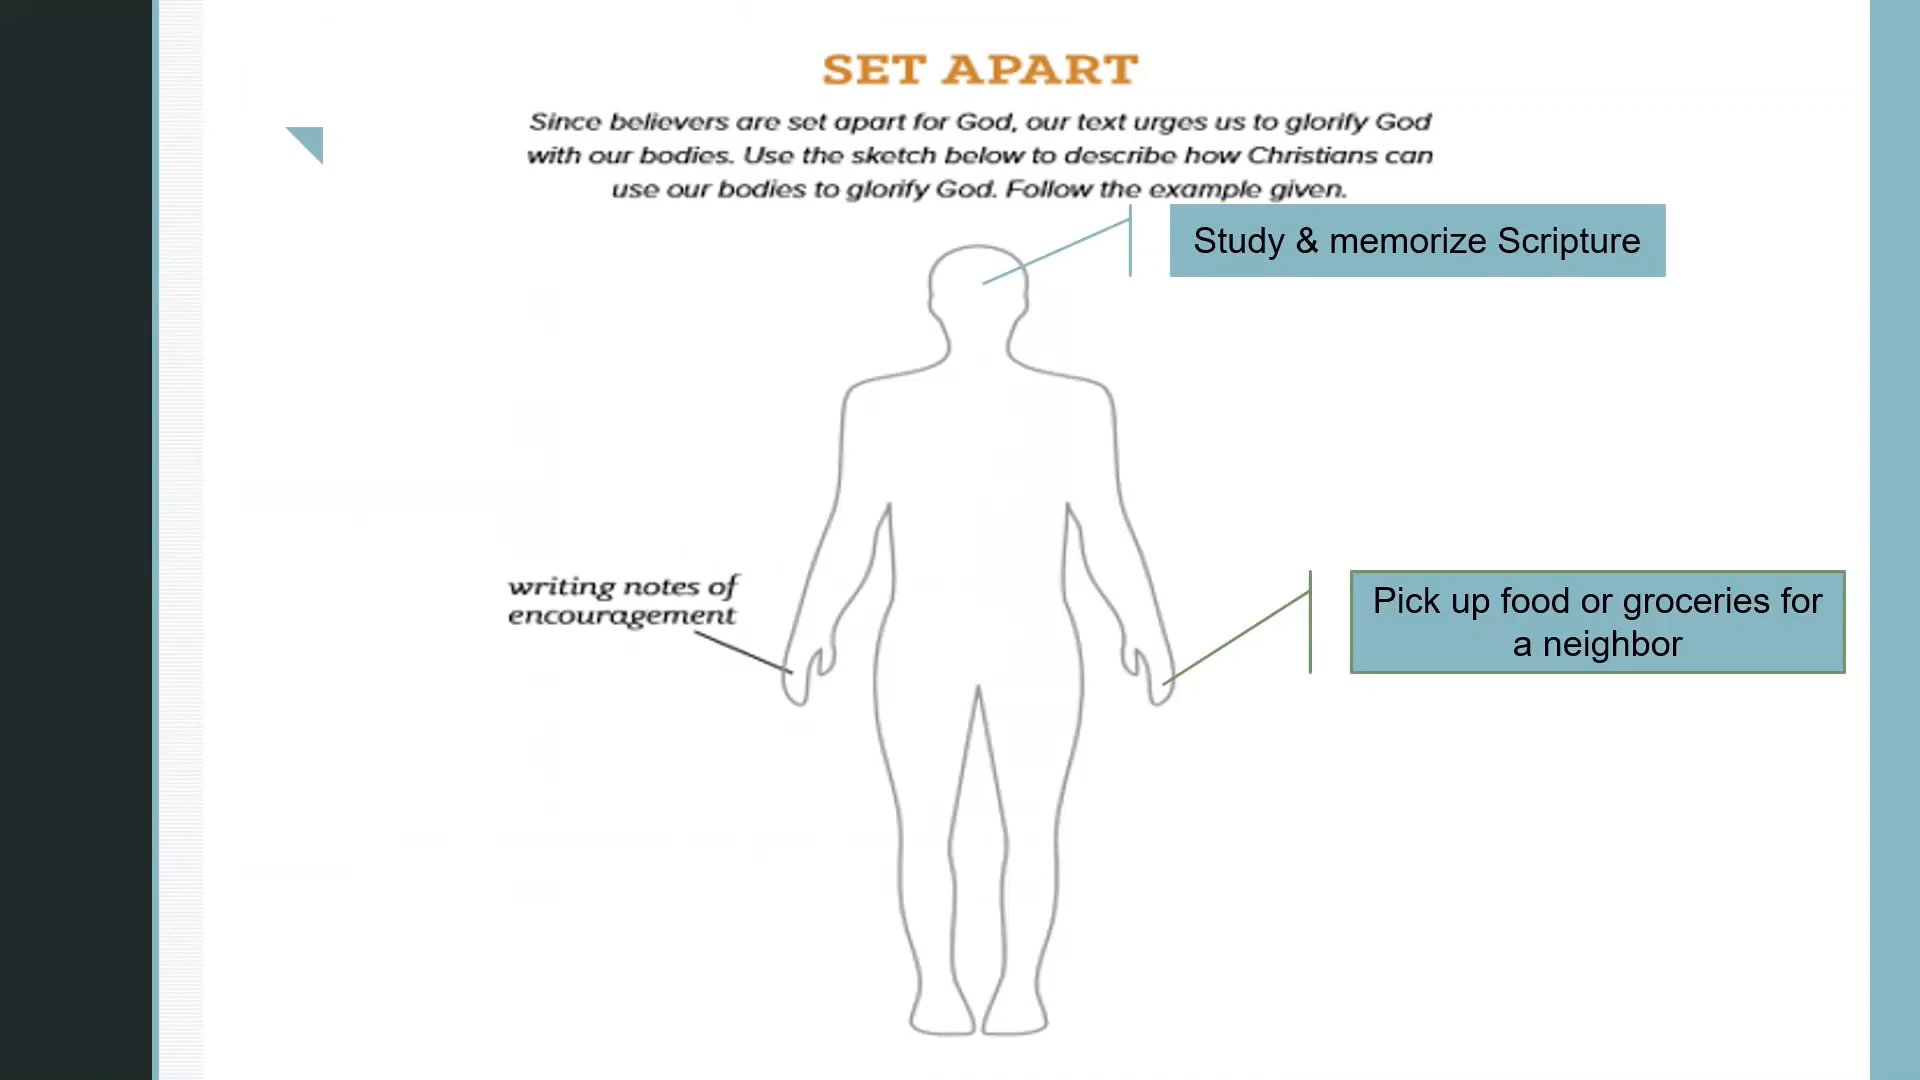 SET APART
Since believers are set apart for God, our text urges us to glorify God
with our bodies. Use the sketch below to describe how Christians can
use our bodies to glorify God. Follow the example given.
Study & memorize Scripture
writing notes of
encouragement
Pick up food or groceries for
a neighbor